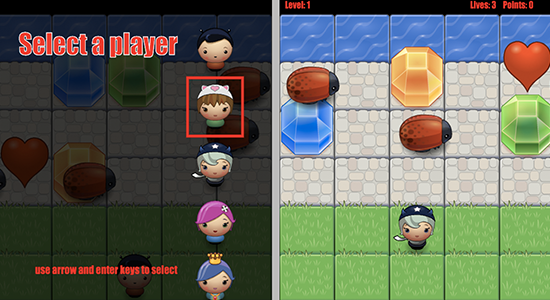 Select a player
use arrow and enter keys to select
Level: 1 Lives: 3 Points: 0